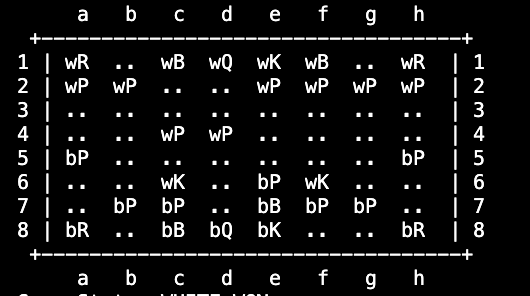 a b c d e f g h
+------------------------------------+
1 | wR .. wB wQ wK wB .. wR | 1
2 | wP wP .. .. wP wP wP wP | 2
3 | .. .. .. .. .. .. .. .. | 3
4 | .. .. wP wP .. .. .. .. | 4
5 | bP .. .. .. .. .. .. bP | 5
6 | .. .. wK .. bP wK .. .. | 6
7 | .. bP bP .. bB bP bP .. | 7
8 | bR .. bB bQ bK .. .. bR | 8
+------------------------------------+
a b c d e f g h